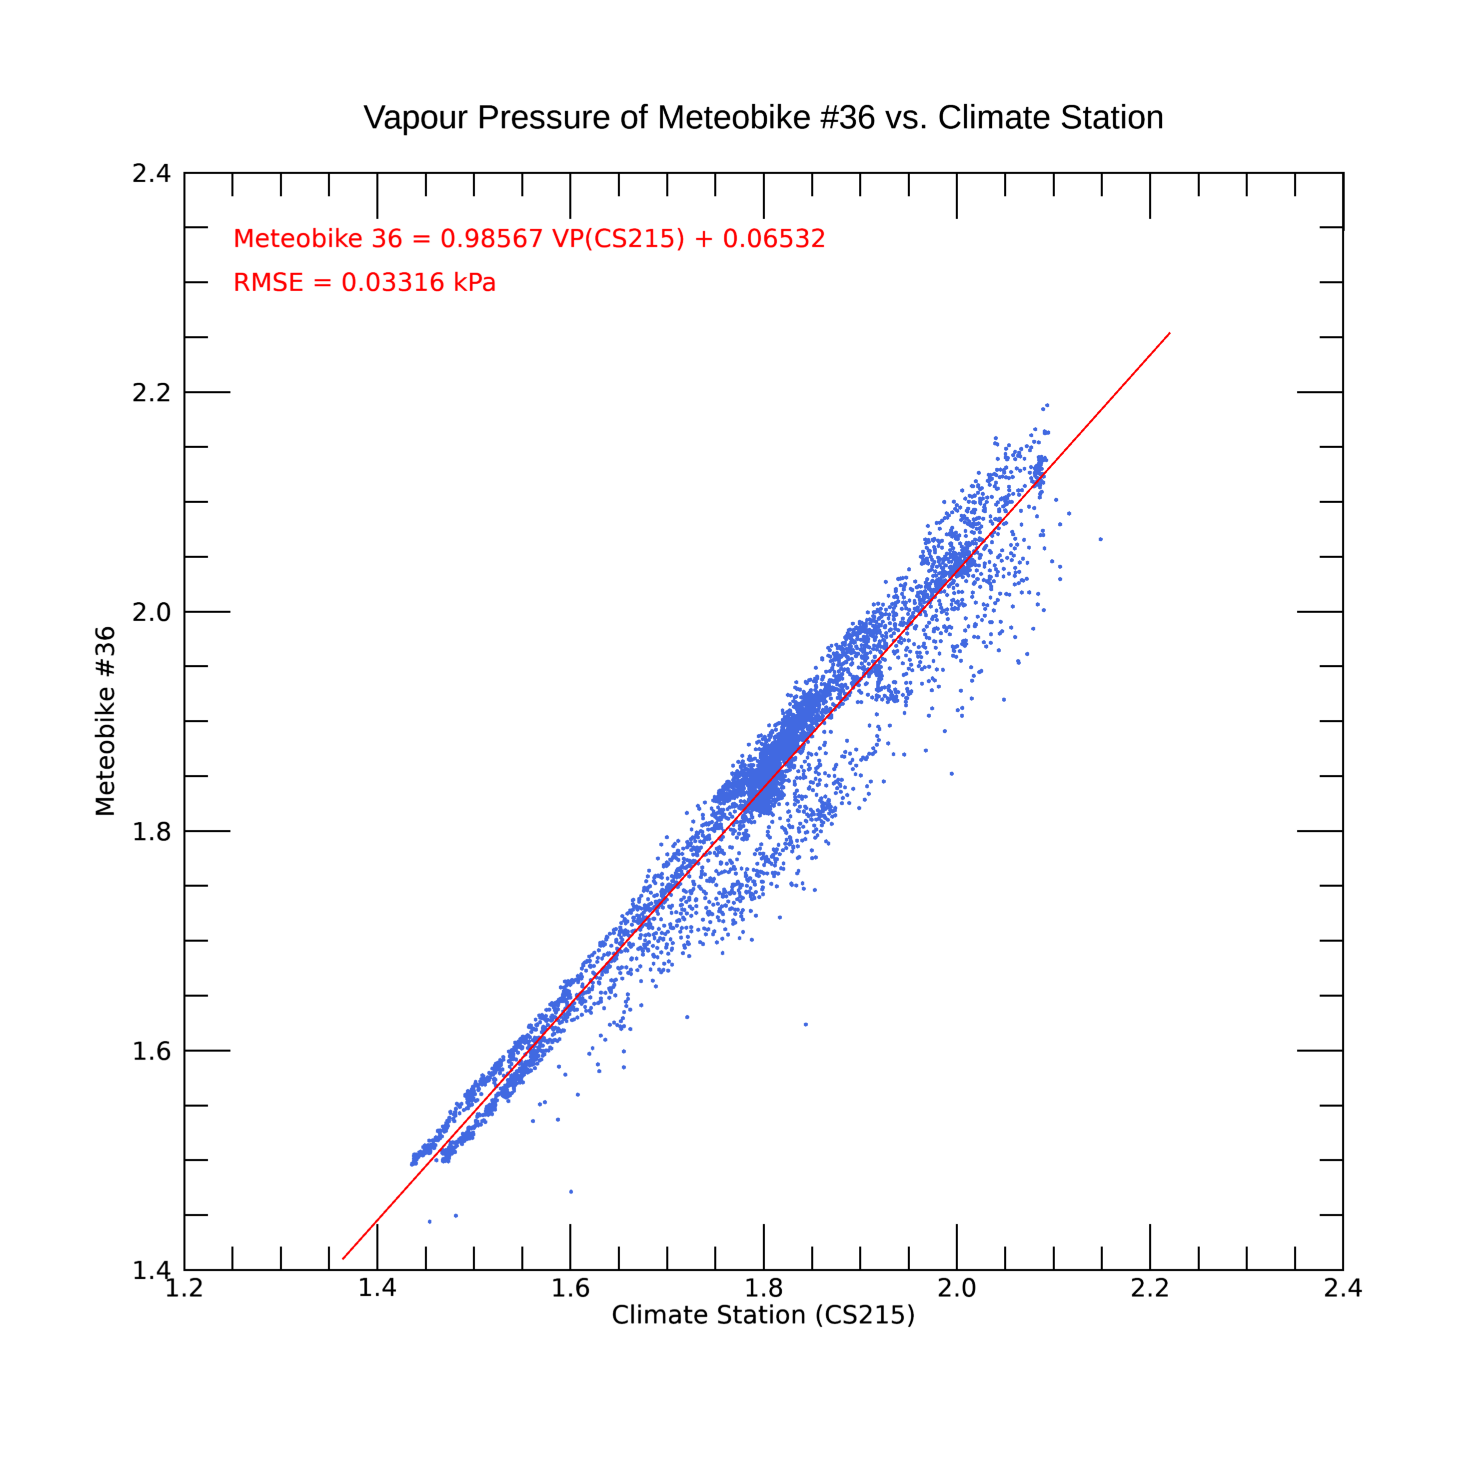 Vapour Pressure of Meteobike #36 vs. Climate Station
2.4
Meteobike 36 = 0.98567 VP(CS215) + 0.06532
RMSE = 0.03316 kPa
2.2
2.0
Meteobike #36
1.8
1.6
1.4
1.2 1.4 1.6 1.8 2.0 2.2 2.4
Climate Station (CS215)